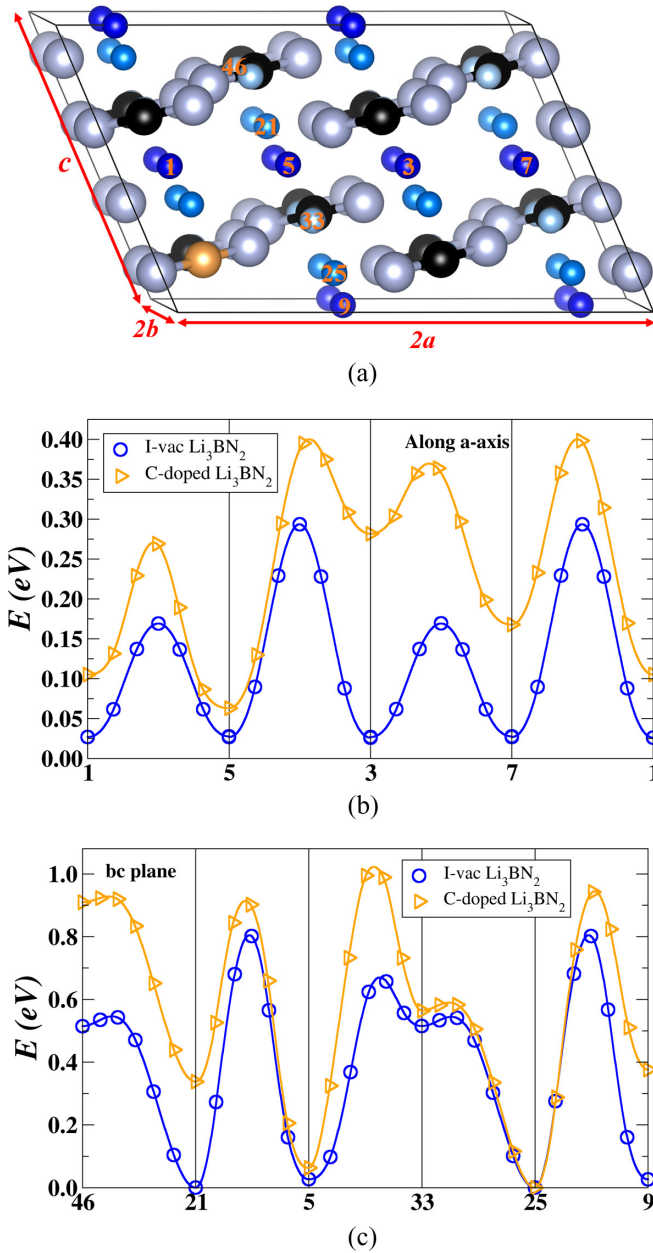 46
21
1
5
3
7
c
33
25
9
2b
2a
(a)
0.40
0.35
0.30
0.25
0.20
0.15
0.10
0.05
0.00
E (eV)
I-vac Li₃BN₂
C-doped Li₃BN₂
Along a-axis
1 5 3 7 1
(b)
1.0
0.8
0.6
0.4
0.2
0.0
E (eV)
bc plane
I-vac Li₃BN₂
C-doped Li₃BN₂
46 21 5 33 25 9
(c)